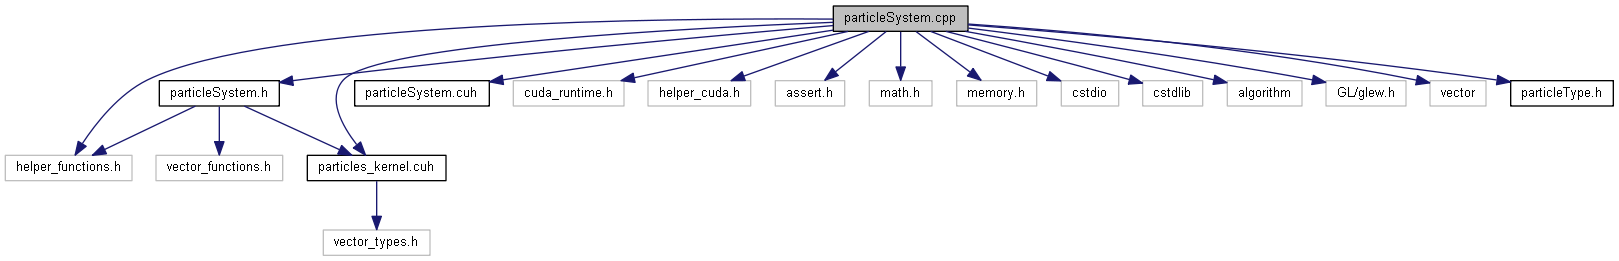 particleSystem.cpp
particleSystem.h
particleSystem.cuh
cuda_runtime.h
helper_cuda.h
assert.h
math.h
memory.h
cstdio
cstdlib
algorithm
GL/glew.h
vector
particleType.h
helper_functions.h
vector_functions.h
particles_kernel.cuh
vector_types.h